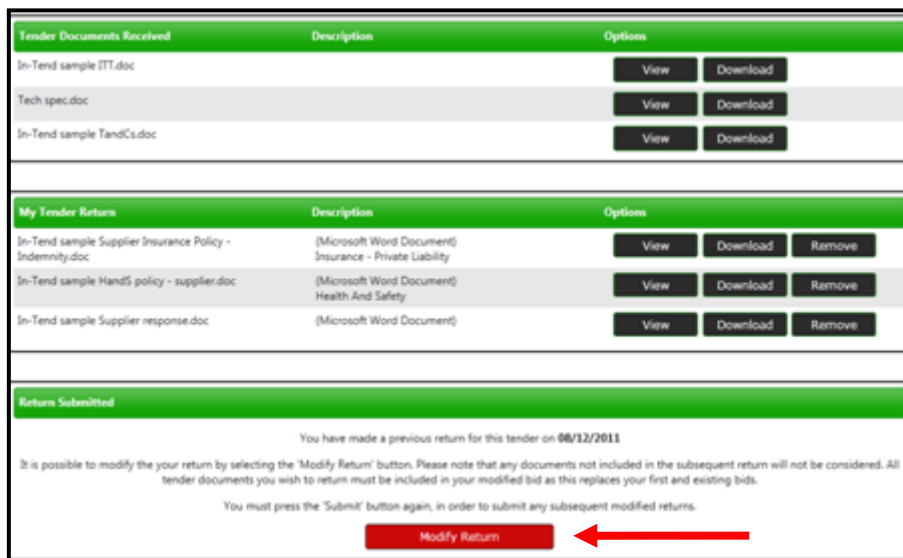 Tender Documents Received Description Options
In-Tend sample ITT.doc View Download
Tech spec.doc View Download
In-Tend sample TandCs.doc View Download
My Tender Return Description Options
In-Tend sample Supplier Insurance Policy - (Microsoft Word Document) View Download Remove
Indemnity.doc Insurance - Private Liability
In-Tend sample HandS policy - supplier.doc (Microsoft Word Document) View Download Remove
Health And Safety
In-Tend sample Supplier response.doc (Microsoft Word Document) View Download Remove
Return Submitted
You have made a previous return for this tender on 08/12/2011
It is possible to modify the your return by selecting the 'Modify Return' button. Please note that any documents not included in the subsequent return will not be considered. All
tender documents you wish to return must be included in your modified bid as this replaces your first and existing bids.
You must press the 'Submit' button again, in order to submit any subsequent modified returns.
Modify Return